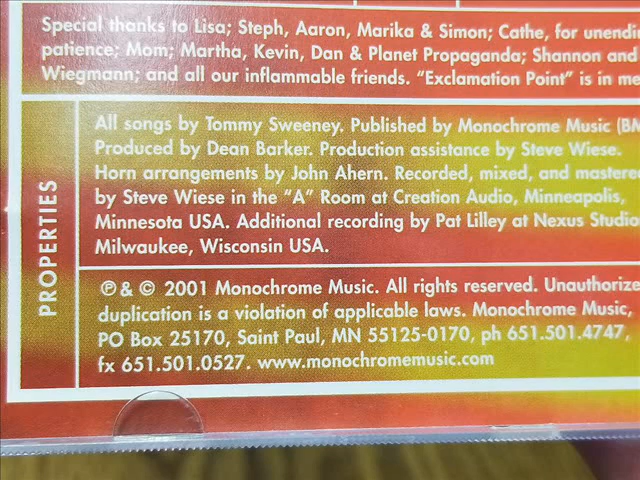 Special thanks to Lisa; Steph, Aaron, Marika & Simon; Cathe, for
patience; Mom; Martha, Kevin, Dan & Planet Propaganda; Shannon and
Wiegmann; and all our inflammable friends. “Exclamation Point” is in
PROPERTIES
All songs by Tommy Sweeney. Published by Monochrome Music
Produced by Dean Barker. Production assistance by Steve Wiese.
Horn arrangements by John Ahern. Recorded, mixed, and mastere
by Steve Wiese in the “A” Room at Creation Audio, Minneapolis,
Minnesota USA. Additional recording by Pat Lilley at Nexus Studio
Milwaukee, Wisconsin USA.
℗ & © 2001 Monochrome Music. All rights reserved. Unauthorize
duplication is a violation of applicable laws. Monochrome Music,
PO Box 25170, Saint Paul, MN 55125-0170, ph 651.501.4747,
fx 651.501.0527. www.monochromemusic.com